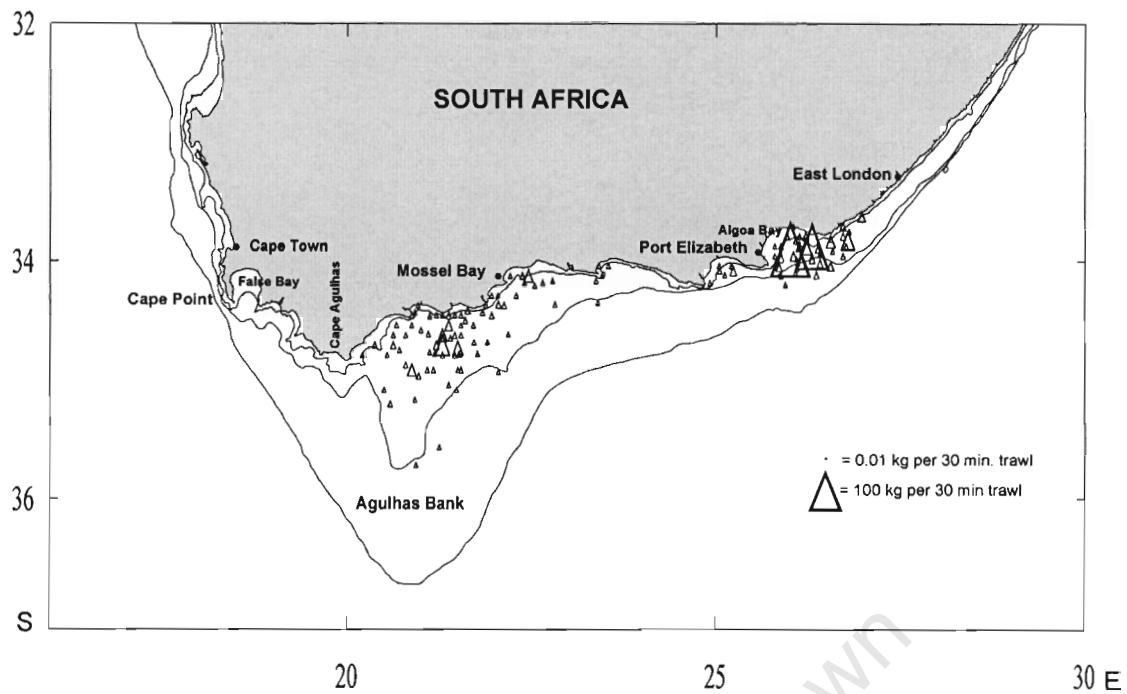 32
SOUTH AFRICA
East London
Algoa Bay
Port Elizabeth
34
Cape Town
Mossel Bay
False Bay
Cape Point
Cape Agulhas
· = 0.01 kg per 30 min. trawl
= 100 kg per 30 min trawl
36
Agulhas Bank
S
20
25
30 E